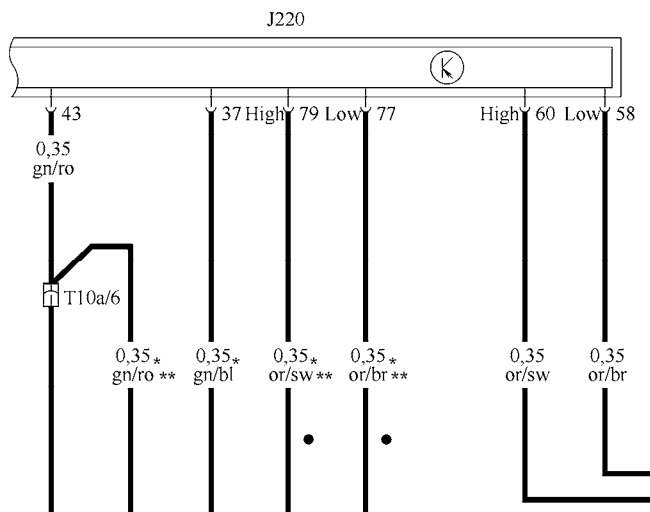 J220
43
37
High
79
Low
77
High
60
Low
58
0,35
gn/ro
T10a/6
0,35*
gn/ro**
0,35*
gn/bl
0,35*
or/sw**
0,35*
or/br**
0,35
or/sw
0,35
or/br